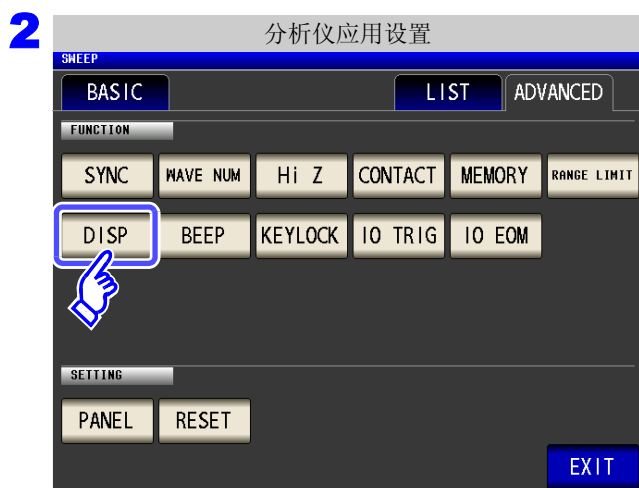 2
分析仪应用设置
SWEEP
BASIC LIST ADVANCED
FUNCTION
SYNC WAVE NUM Hi Z CONTACT MEMORY RANGE LIMIT
DISP BEEP KEYLOCK IO TRIG IO EOM
SETTING
PANEL RESET
EXIT